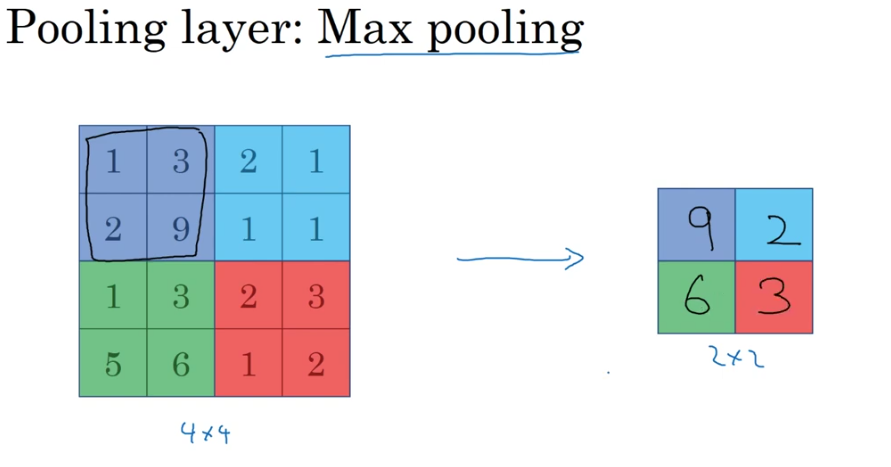 Pooling layer: Max pooling
1 3 2 1
2 9 1 1
1 3 2 3
5 6 1 2
4x4
9 2
6 3
2x2